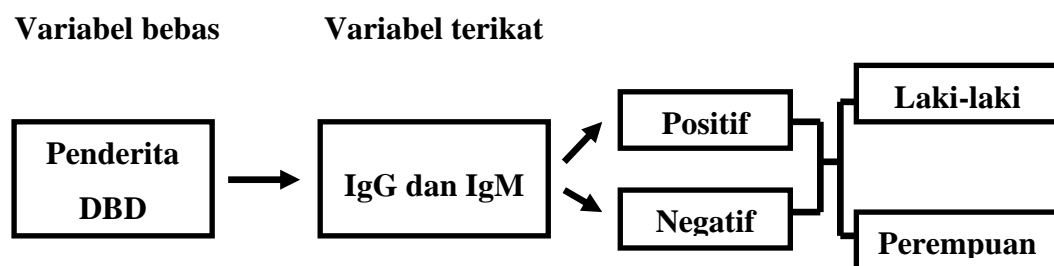 Variabel bebas
Variabel terikat
Penderita
DBD
IgG dan IgM
Positif
Negatif
Laki-laki
Perempuan